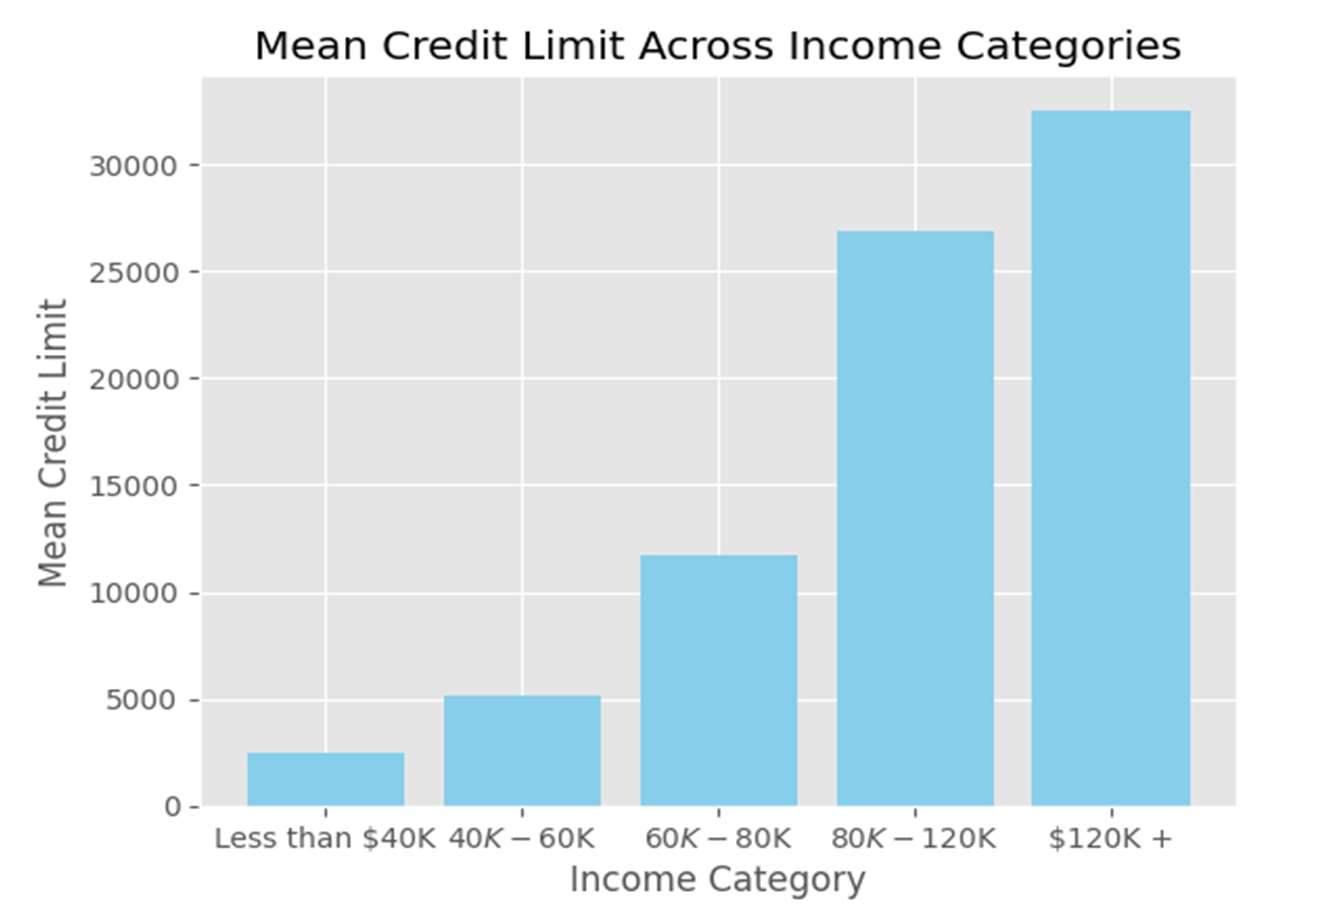 Mean Credit Limit Across Income Categories
30000
25000
20000
15000
10000
5000
0
Mean Credit Limit
Less than $40K 40K − 60K 60K − 80K 80K − 120K $120K +
Income Category